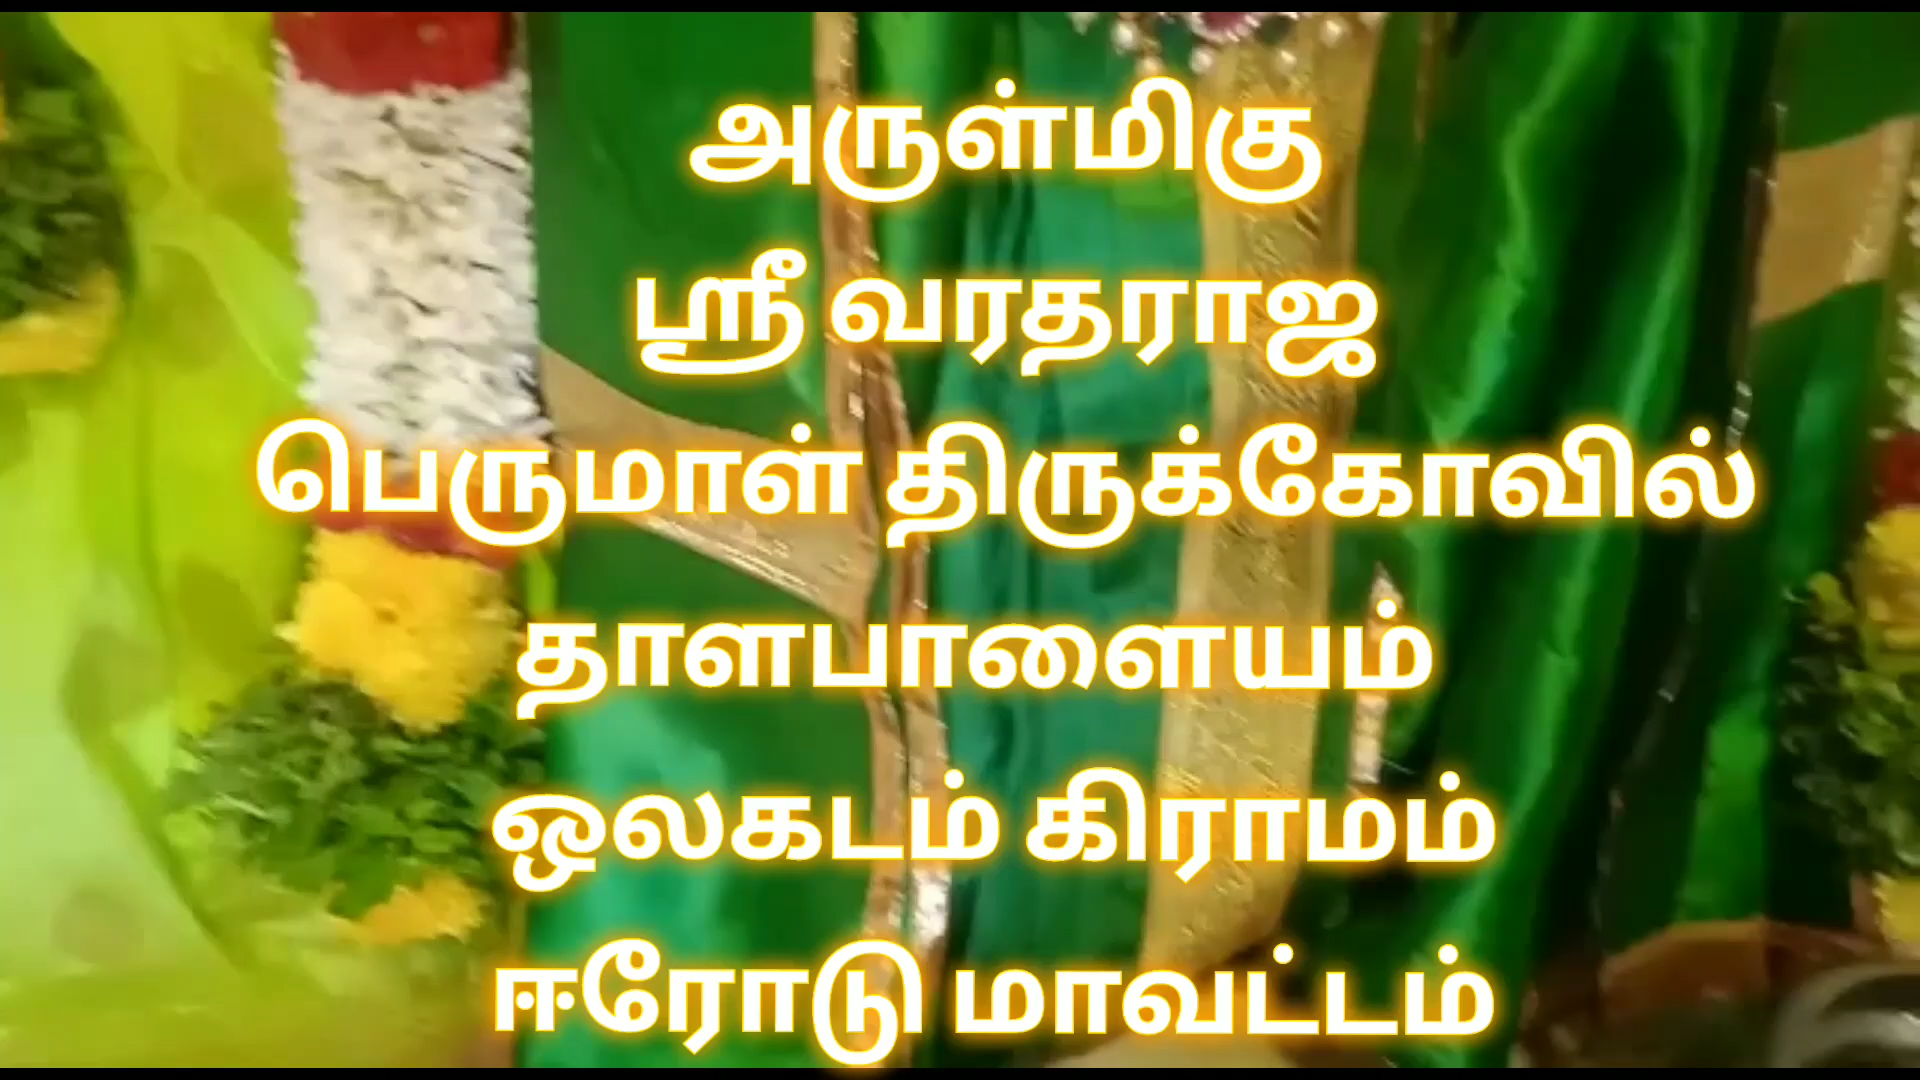 அருள்மிகு
ஸ்ரீ வரதராஜ
பெருமாள் திருக்கோவில்
தாளபாளையம்
ஒலகடம் கிராமம்
ஈரோடு மாவட்டம்